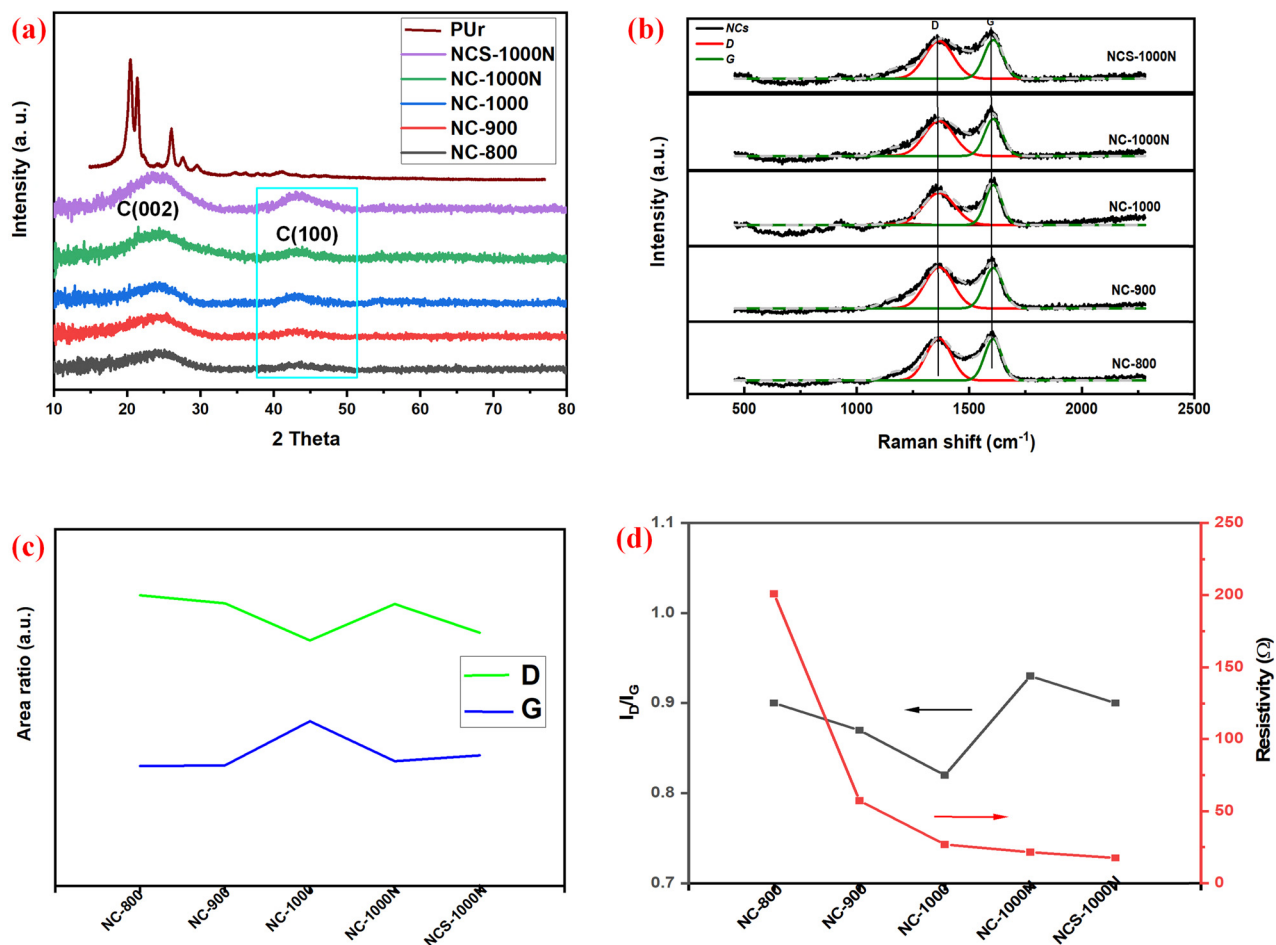 (a)
PUr
NCS-1000N
NC-1000N
NC-1000
NC-900
NC-800
C(002)
C(100)
Intensity (a. u.)
10 20 30 40 50 60 70 80
2 Theta
(b)
NCs
D
G
D G
NCS-1000N
NC-1000N
NC-1000
NC-900
NC-800
Intensity (a.u.)
500 1000 1500 2000 2500
Raman shift (cm⁻¹)
(c)
Area ratio (a.u.)
D
G
NC-800 NC-900 NC-1000 NC-1000N NCS-1000N
(d)
1.1
1.0
0.9
0.8
0.7
I_D/I_G
250
200
150
100
50
0
Resistivity (Ω)
NC-800 NC-900 NC-1000 NC-1000N NCS-1000N